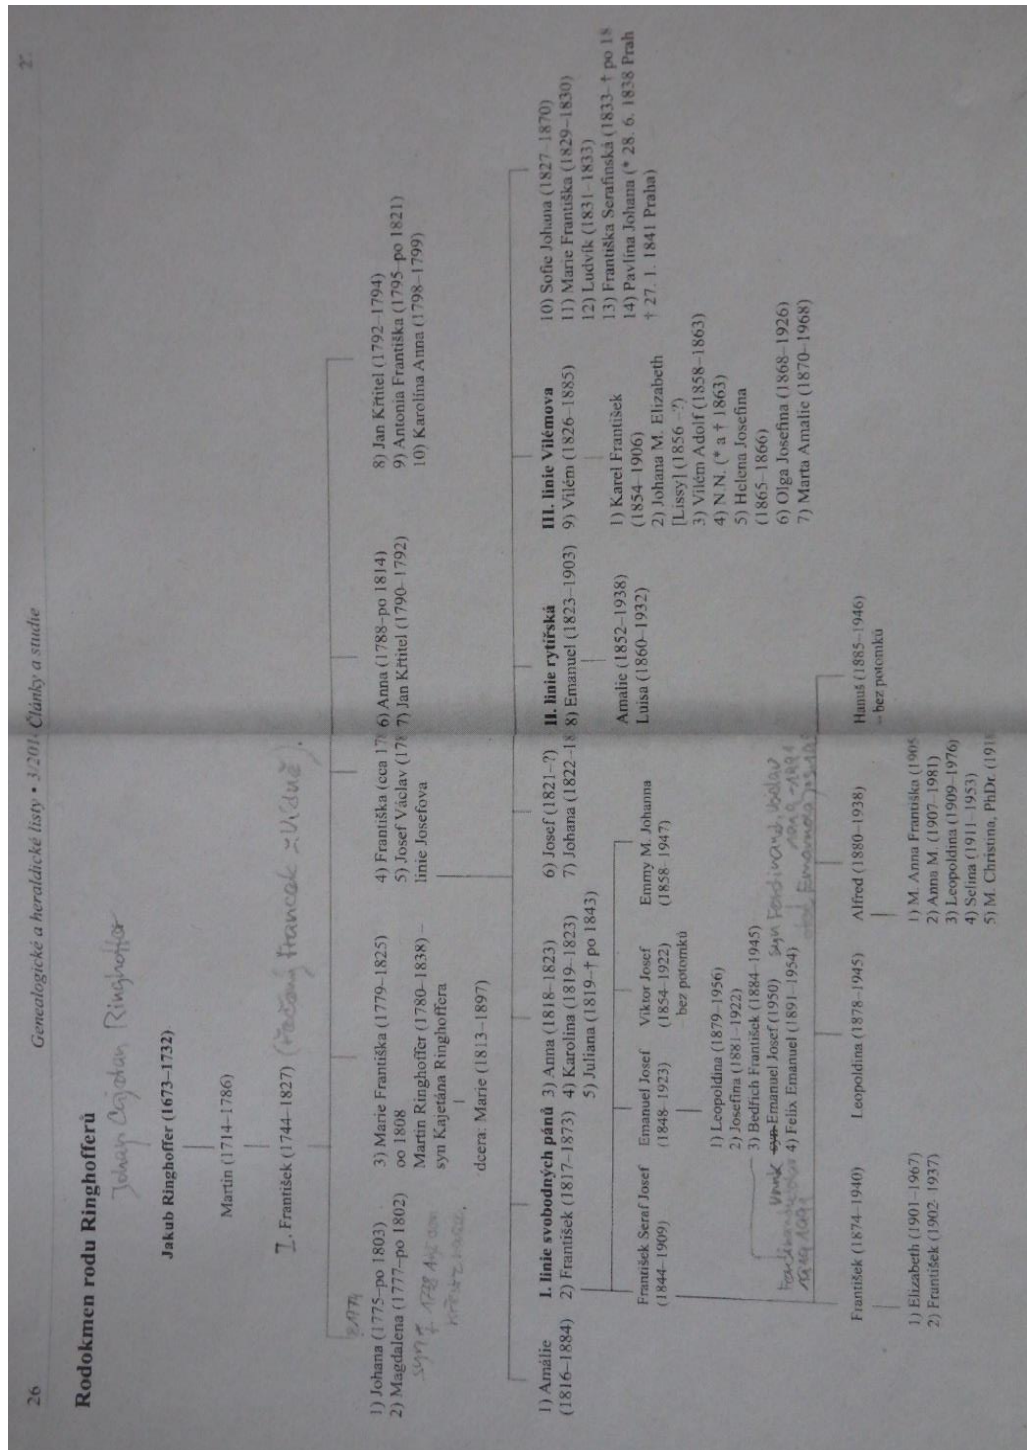 26
Genealogické a heraldické listy • 3/201
Články a studie
Rodokmen rodu Ringhofferů
Johan Cajetan Ringhoffer
Jakub Ringhoffer (1673–1732)
Martin (1714–1786)
I. František (1744–1827)
1) Johana (1775–po 1803)
2) Magdalena (1777–po 1802)
3) Marie Františka (1779–1825)
oo 1808
Martin Ringhoffer (1780–1838) –
syn Kajetána Ringhoffera
dcera: Marie (1813–1897)
4) Františka (cca 178
5) Josef Václav (178
linie Josefova
6) Anna (1788–po 1814)
7) Jan Křtitel (1790–1792)
8) Jan Křtitel (1792–1794)
9) Antonia Františka (1795–po 1821)
10) Karolína Anna (1798–1799)
1) Amálie
(1816–1884)
I. linie svobodných pánů
2) František (1817–1873)
3) Anna (1818–1823)
4) Karolina (1819–1823)
5) Juliana (1819–† po 1843)
6) Josef (1821–?)
7) Johana (1822–18
II. linie rytířská
8) Emanuel (1823–1903)
Amalie (1852–1938)
Luisa (1860–1932)
III. linie Vilémova
9) Vilém (1826–1885)
1) Karel František
(1854–1906)
2) Johana M. Elizabeth
[Lissy] (1856 –?)
3) Vilém Adolf (1858–1863)
4) N.N. (* a † 1863)
5) Helena Josefina
(1865–1866)
6) Olga Josefina (1868–1926)
7) Marta Amalie (1870–1968)
10) Sofie Johana (1827–1870)
11) Marie Františka (1829–1830)
12) Ludvík (1831–1833)
13) Františka Serafinská (1833–† po 18
14) Pavlína Johana (* 28. 6. 1838 Prah
† 27. 1. 1841 Praha)
František Seraf Josef
(1844–1909)
Emanuel Josef
(1848–1923)
Viktor Josef
(1854–1922)
bez potomků
Emmy M. Johanna
(1858–1947)
1) Leopoldina (1879–1956)
2) Josefina (1881–1922)
3) Bedřich František (1884–1945)
vnuk syn Emanuel Josef (1950) syn Ferdinand
4) Felix Emanuel (1891–1954)
František (1874–1940)
Leopoldina (1878–1945)
Alfred (1880–1938)
Hanuš (1885–1946)
– bez potomků
1) Elizabeth (1901–1967)
2) František (1902–1937)
1) M. Anna Františka (1905
2) Anna M. (1907–1981)
3) Leopoldina (1909–1976)
4) Selina (1911–1953)
5) M. Christina, PhDr. (191